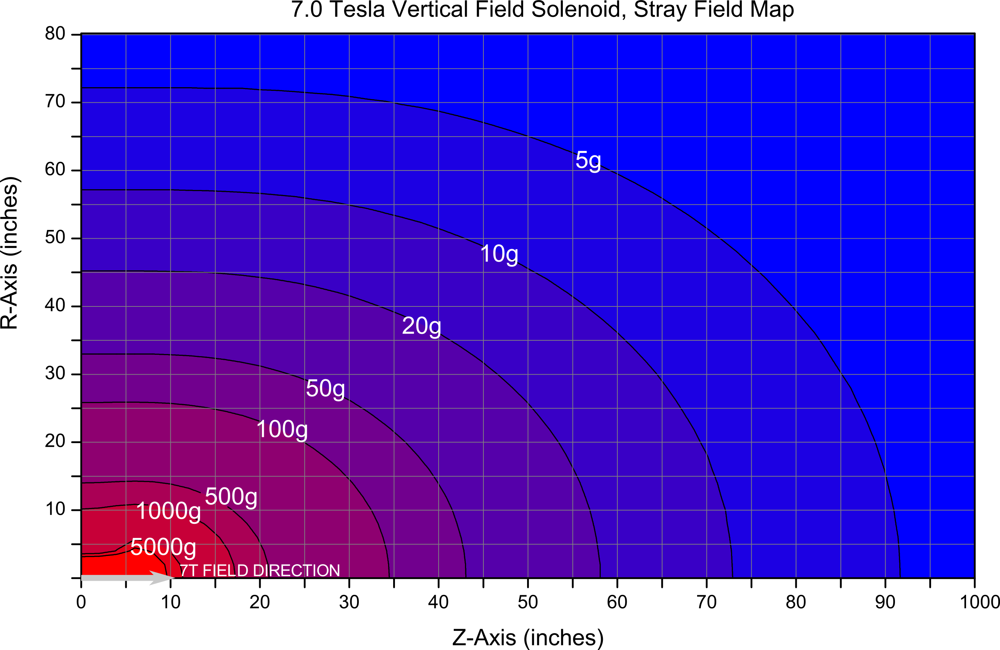 7.0 Tesla Vertical Field Solenoid, Stray Field Map
80
70
60
50
40
30
20
10
R-Axis (inches)
5g
10g
20g
50g
100g
500g
1000g
5000g
7T FIELD DIRECTION
0 10 20 30 40 50 60 70 80 90 1000
Z-Axis (inches)